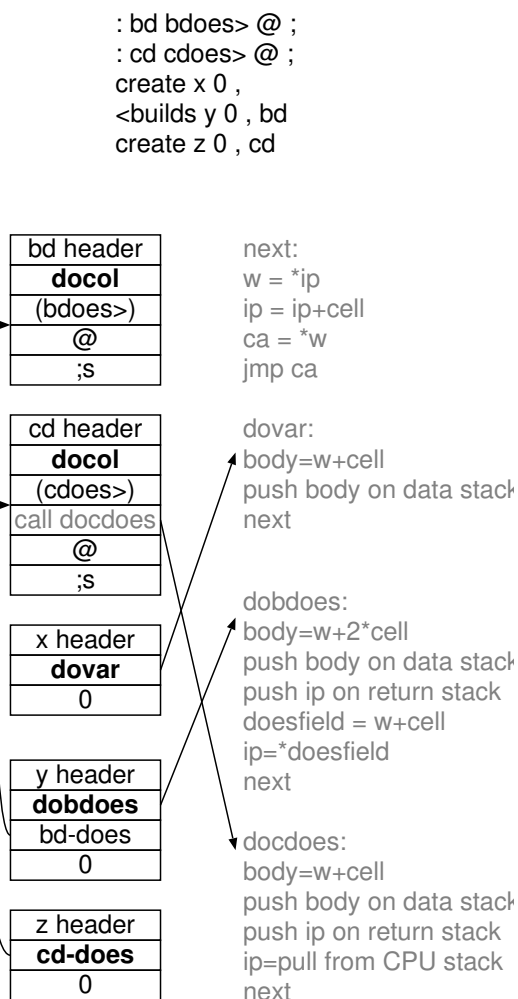 : bd bdoes> @ ;
: cd cdoes> @ ;
create x 0 ,
<builds y 0 , bd
create z 0 , cd
bd header
docol
(bdoes>)
@
;s
cd header
docol
(cdoes>)
call docdoes
@
;s
x header
dovar
0
y header
dobdoes
bd-does
0
z header
cd-does
0
next:
w = *ip
ip = ip+cell
ca = *w
jmp ca
dovar:
body=w+cell
push body on data stack
next
dobdoes:
body=w+2*cell
push body on data stack
push ip on return stack
doesfield = w+cell
ip=*doesfield
next
docdoes:
body=w+cell
push body on data stack
push ip on return stack
ip=pull from CPU stack
next